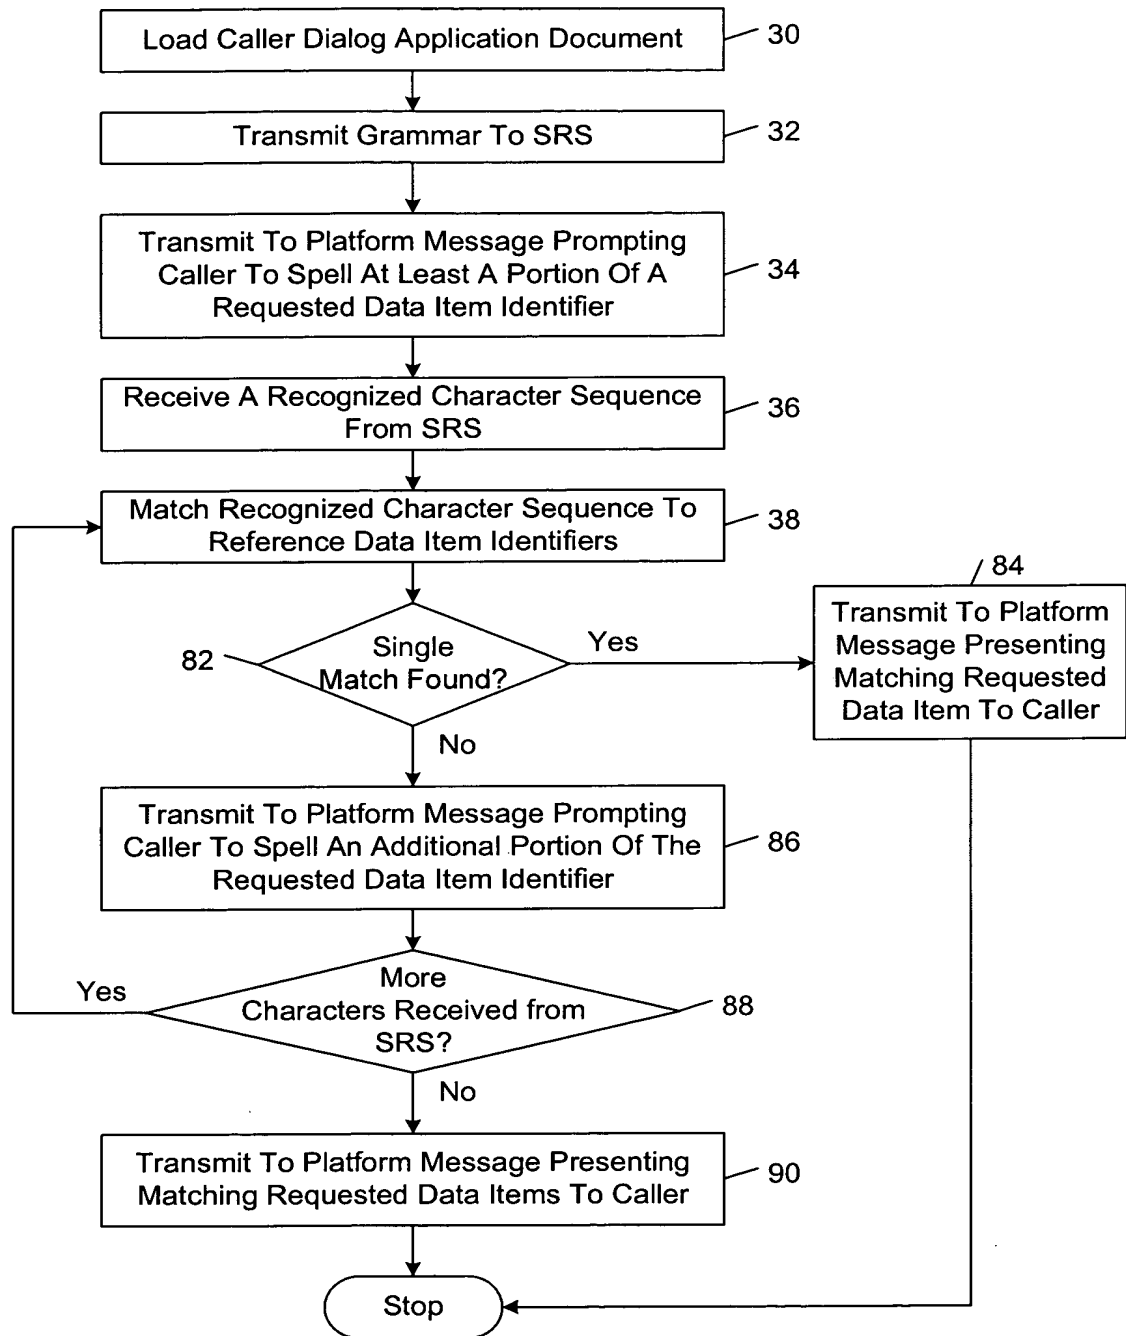 Load Caller Dialog Application Document
30
Transmit Grammar To SRS
32
Transmit To Platform Message Prompting
Caller To Spell At Least A Portion Of A
Requested Data Item Identifier
34
Receive A Recognized Character Sequence
From SRS
36
Match Recognized Character Sequence To
Reference Data Item Identifiers
38
Single
Match Found?
82
Yes
84
Transmit To Platform
Message Presenting
Matching Requested
Data Item To Caller
No
Transmit To Platform Message Prompting
Caller To Spell An Additional Portion Of The
Requested Data Item Identifier
86
More
Characters Received from
SRS?
88
Yes
No
Transmit To Platform Message Presenting
Matching Requested Data Items To Caller
90
Stop